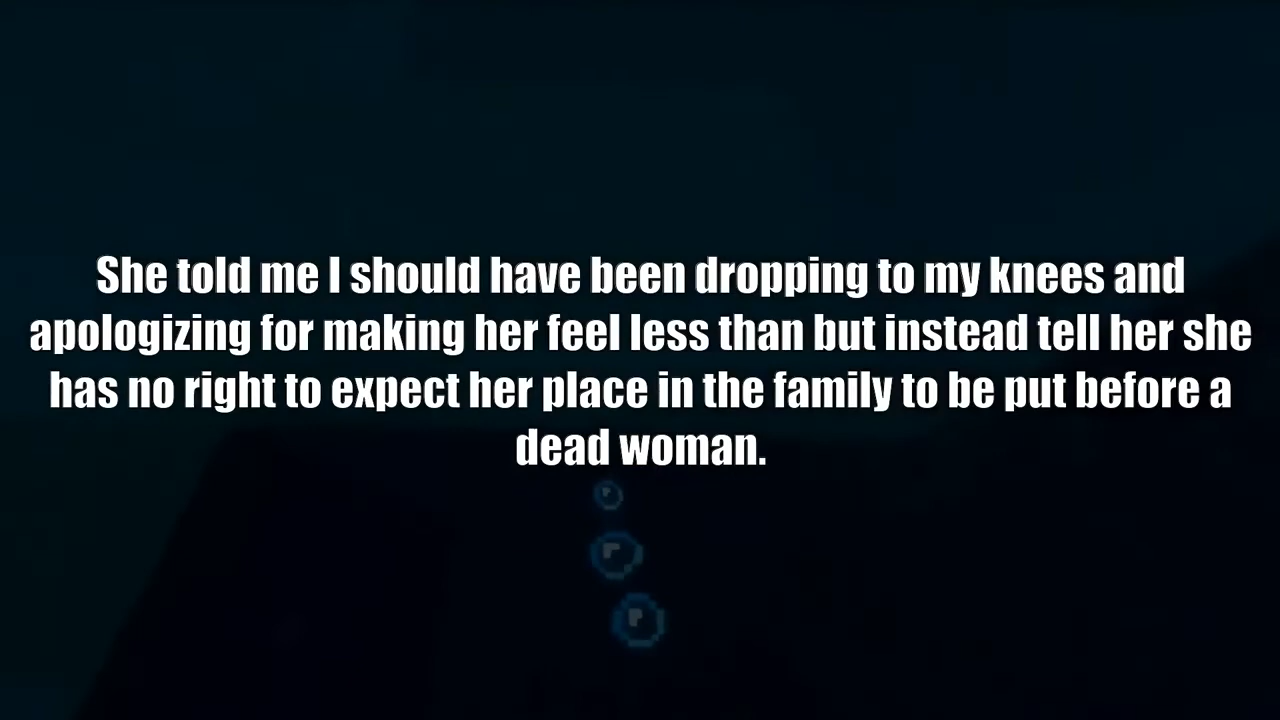 She told me I should have been dropping to my knees and
apologizing for making her feel less than but instead tell her she
has no right to expect her place in the family to be put before a
dead woman.